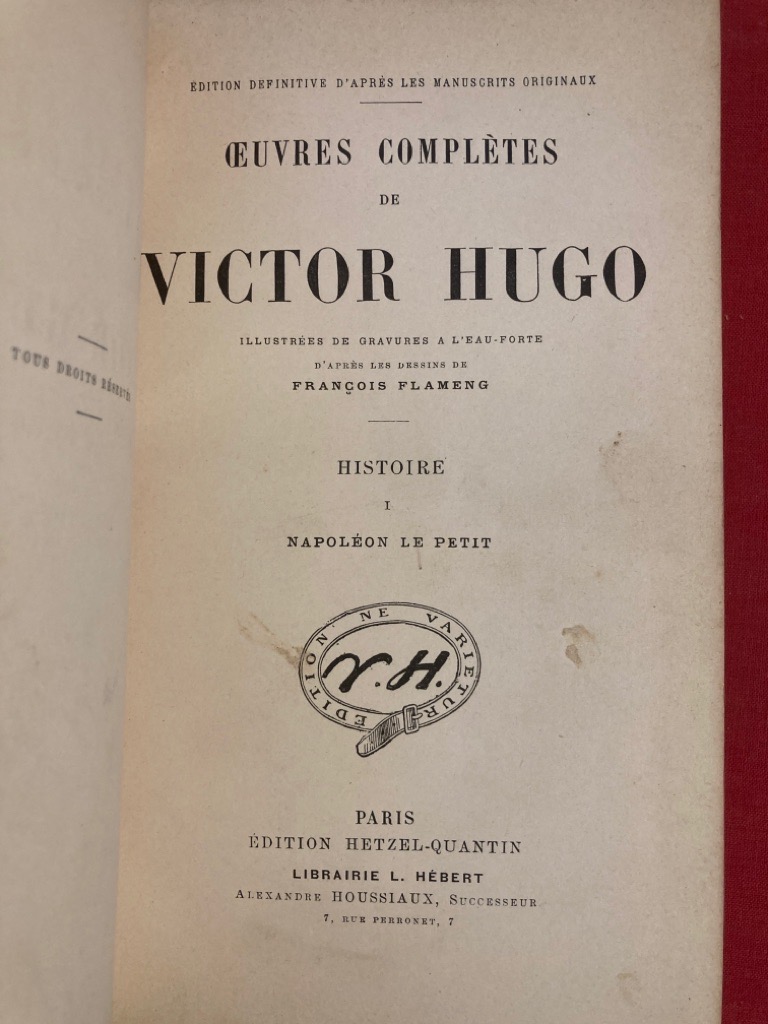 TOUS DROITS RÉSERVÉS
ÉDITION DÉFINITIVE D'APRÈS LES MANUSCRITS ORIGINAUX
ŒUVRES COMPLÈTES
DE
VICTOR HUGO
ILLUSTRÉES DE GRAVURES A L'EAU-FORTE
D'APRÈS LES DESSINS DE
FRANÇOIS FLAMENG
HISTOIRE
I
NAPOLÉON LE PETIT
EDITION NE VARIETUR
V.H.
PARIS
ÉDITION HETZEL-QUANTIN
LIBRAIRIE L. HÉBERT
ALEXANDRE HOUSSIAUX, SUCCESSEUR
7, RUE PERRONET, 7